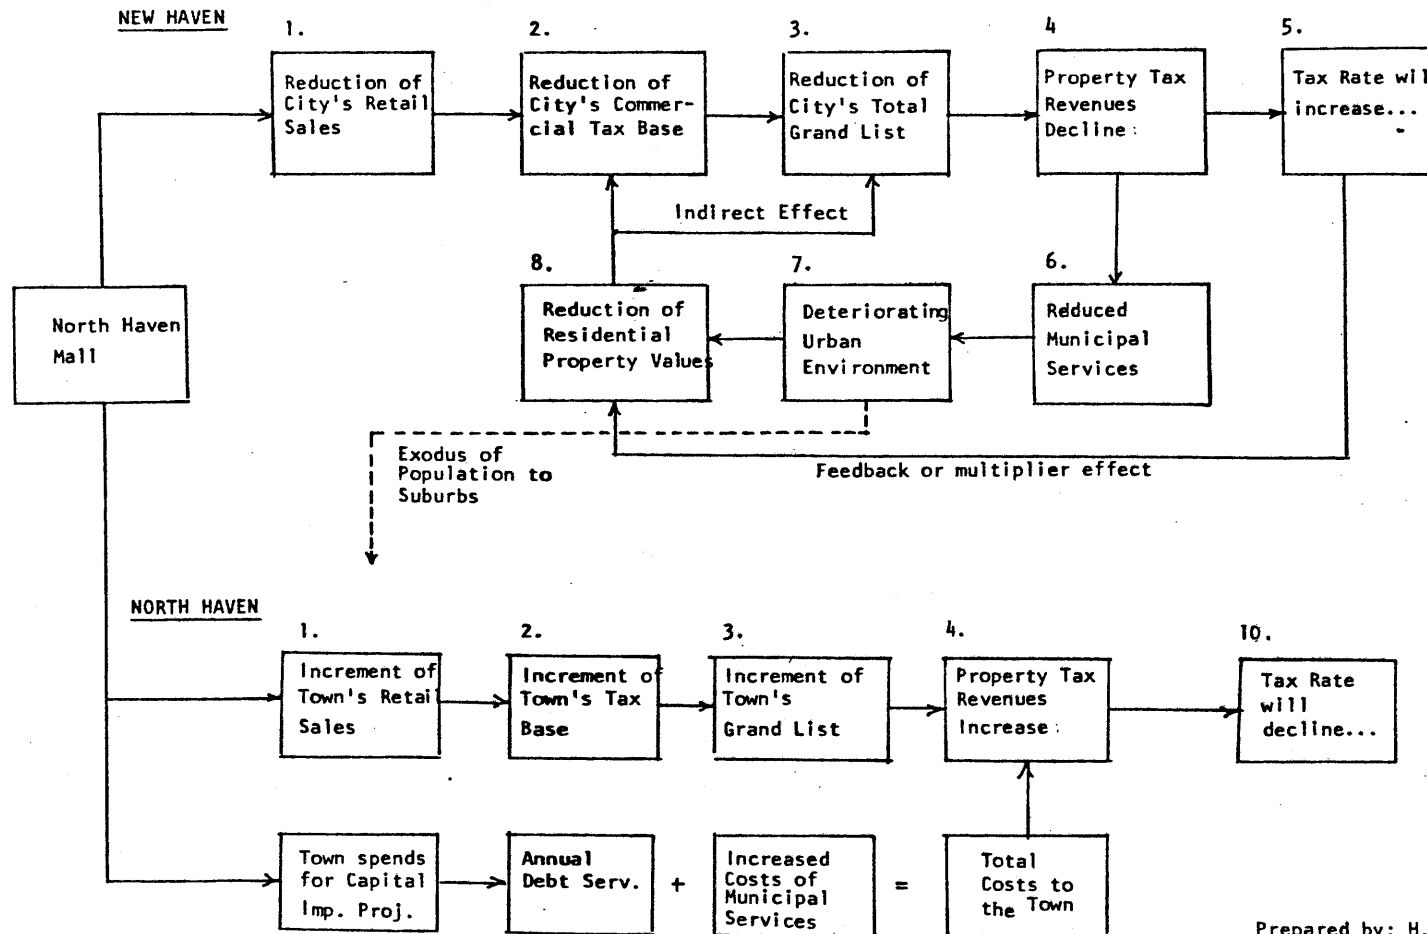 NEW HAVEN
1.
2.
3.
4
5.
Reduction of
City's Retail
Sales
Reduction of
City's Commer-
cial Tax Base
Reduction of
City's Total
Grand List
Property Tax
Revenues
Decline:
Tax Rate wil
increase...
Indirect Effect
8.
7.
6.
North Haven
Mall
Reduction of
Residential
Property Values
Deteriorating
Urban
Environment
Reduced
Municipal
Services
Exodus of
Population to
Suburbs
Feedback or multiplier effect
NORTH HAVEN
1.
2.
3.
4.
10.
Increment of
Town's Retail
Sales
Increment of
Town's Tax
Base
Increment of
Town's
Grand List
Property Tax
Revenues
Increase:
Tax Rate
will
decline...
Town spends
for Capital
Imp. Proj.
Annual
Debt Serv.
+
Increased
Costs of
Municipal
Services
=
Total
Costs to
the Town
Prepared by: H.